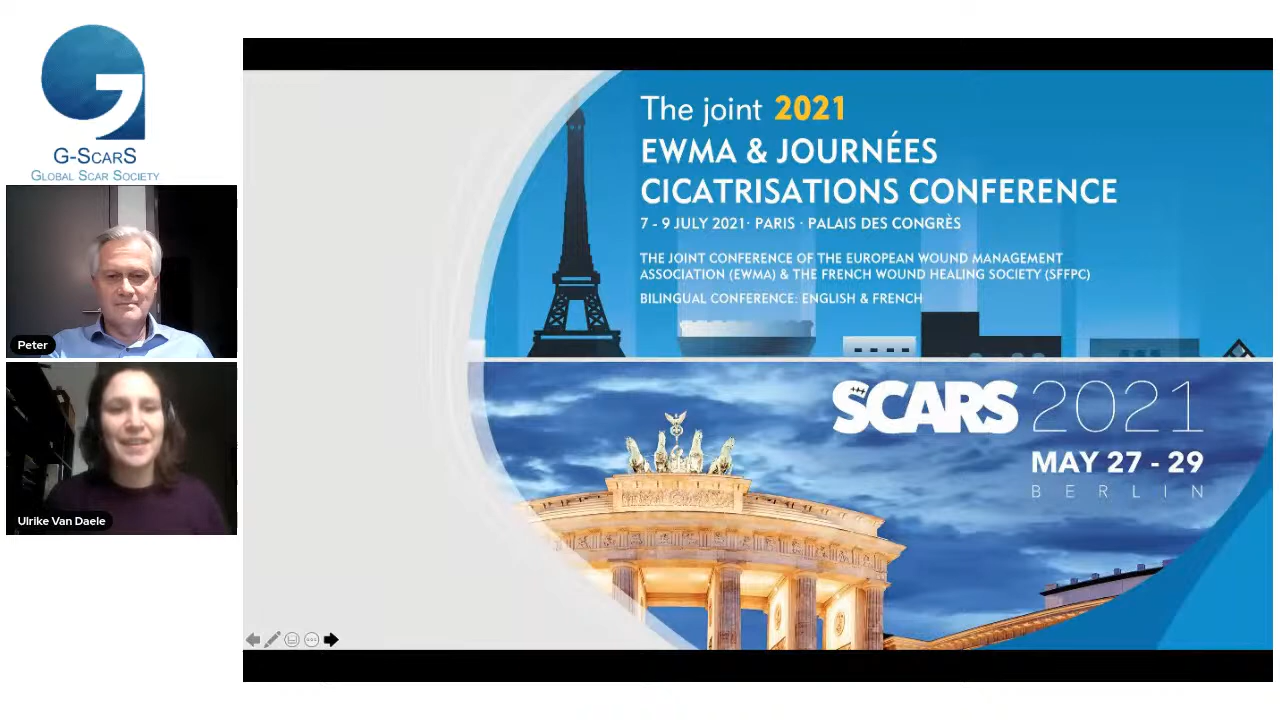 G-ScarS
Global Scar Society
Peter
Ulrike Van Daele
The joint 2021
EWMA & JOURNÉES
CICATRISATIONS CONFERENCE
7 - 9 JULY 2021· PARIS · PALAIS DES CONGRÈS
THE JOINT CONFERENCE OF THE EUROPEAN WOUND MANAGEMENT
ASSOCIATION (EWMA) & THE FRENCH WOUND HEALING SOCIETY (SFFPC)
BILINGUAL CONFERENCE: ENGLISH & FRENCH
SCARS 2021
MAY 27 - 29
BERLIN